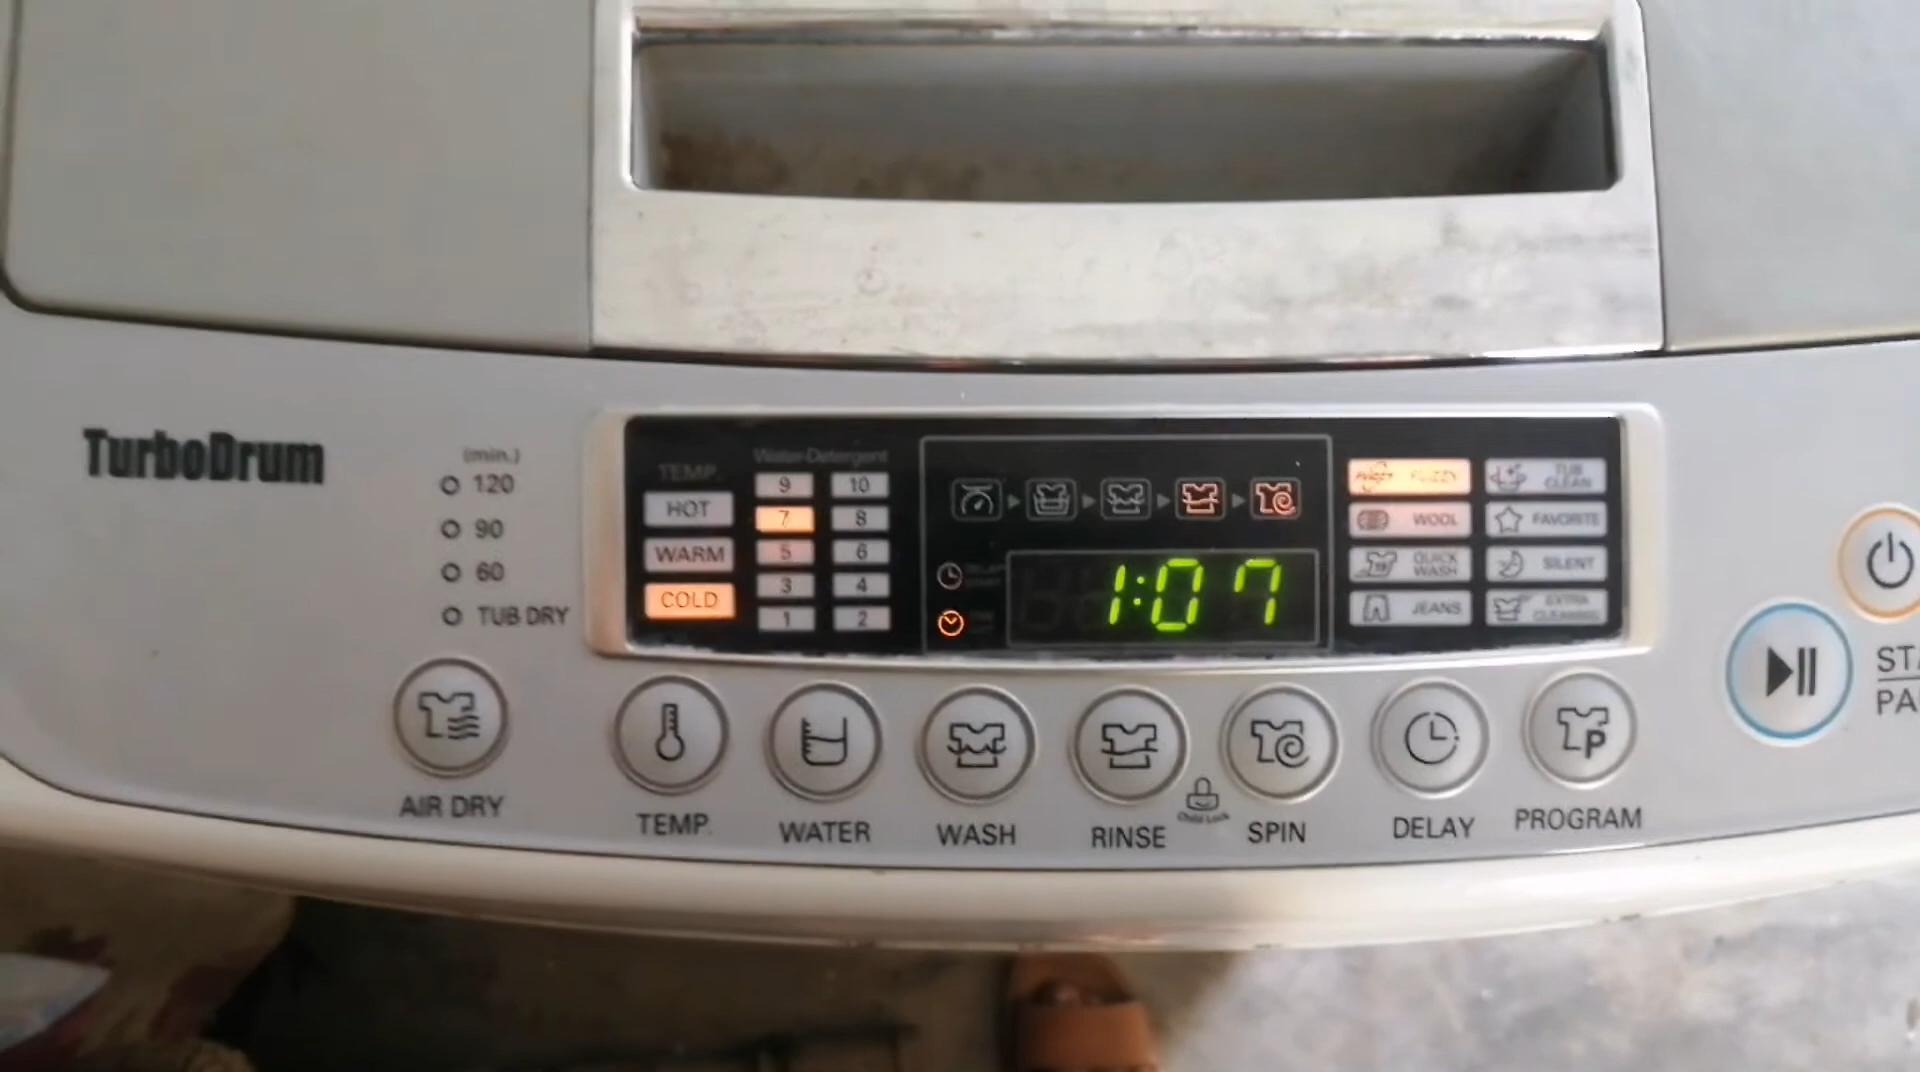 TurboDrum
(min.)
120
90
60
TUB DRY
TEMP.
HOT
WARM
COLD
Water-Detergent
9 10
7 8
5 6
3 4
1 2
1:07
FUZZY
WOOL
QUICK WASH
JEANS
TUB CLEAN
FAVORITE
SILENT
EXTRA CLEANING
AIR DRY
TEMP.
WATER
WASH
RINSE
Child Lock
SPIN
DELAY
P
PROGRAM